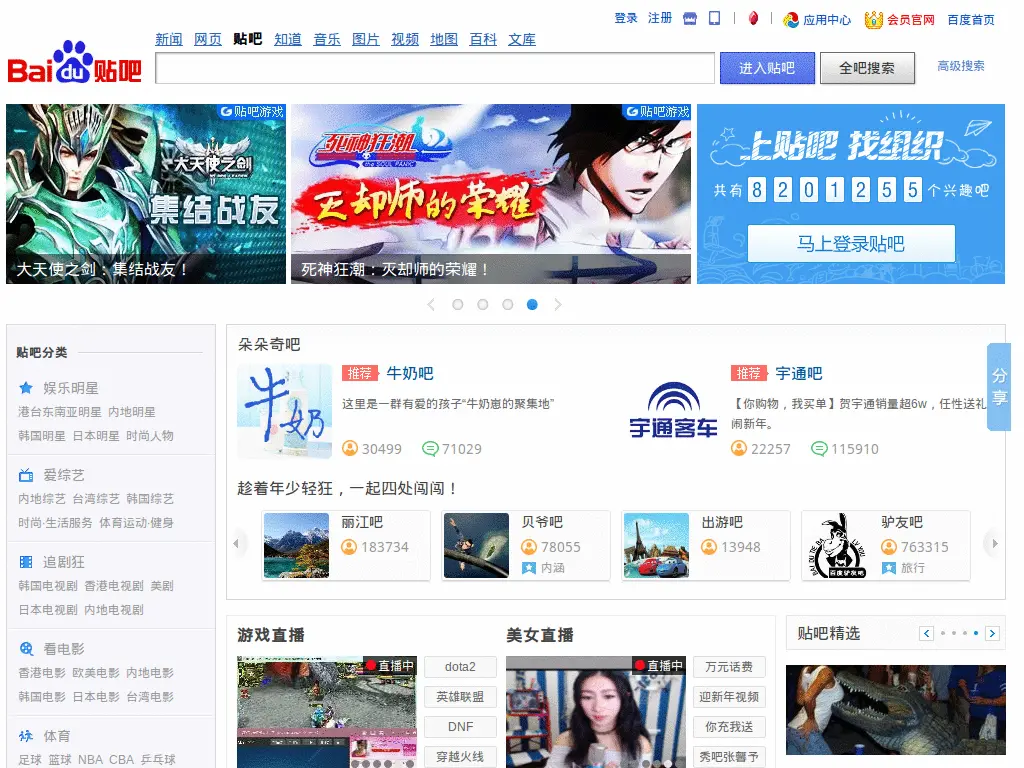 登录 注册 应用中心 会员官网 百度首页
新闻 网页 贴吧 知道 音乐 图片 视频 地图 百科 文库
Bai du 贴吧
进入贴吧 全吧搜索 高级搜索
贴吧游戏
大天使之剑
集结战友
大天使之剑：集结战友！
贴吧游戏
死神狂潮
灭却师的荣耀
死神狂潮：灭却师的荣耀！
上贴吧 找组织
共有 8 2 0 1 2 5 5 个兴趣吧
马上登录贴吧
贴吧分类
娱乐明星
港台东南亚明星 内地明星
韩国明星 日本明星 时尚人物
爱综艺
内地综艺 台湾综艺 韩国综艺
时尚·生活服务 体育运动·健身
追剧狂
韩国电视剧 香港电视剧 美剧
日本电视剧 内地电视剧
看电影
香港电影 欧美电影 内地电影
韩国电影 日本电影 台湾电影
体育
足球 篮球 NBA CBA 乒乓球
朵朵奇吧
牛奶
推荐 牛奶吧
这里是一群有爱的孩子“牛奶崽的聚集地”
30499 71029
宇通客车
推荐 宇通吧
【你购物，我买单】贺宇通销量超6w，任性送礼
闹新年。
22257 115910
分享
趁着年少轻狂，一起四处闯闯！
丽江吧
183734
贝爷吧
78055
内涵
出游吧
13948
驴友吧
763315
旅行
百度驴友吧
游戏直播
直播中
dota2
英雄联盟
DNF
穿越火线
美女直播
直播中
万元话费
迎新年视频
你充我送
秀吧张馨予
贴吧精选